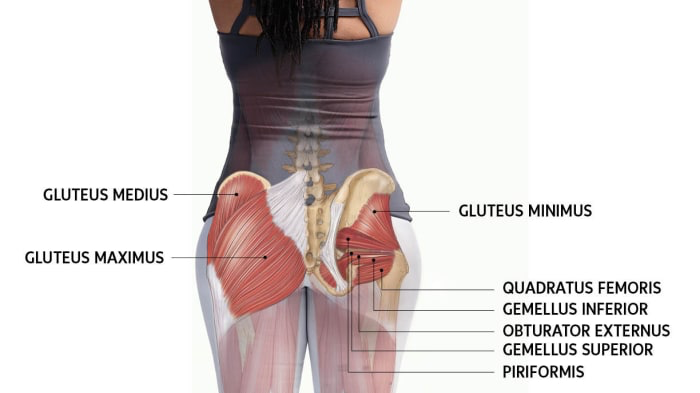 GLUTEUS MEDIUS
GLUTEUS MAXIMUS
GLUTEUS MINIMUS
QUADRATUS FEMORIS
GEMELLUS INFERIOR
OBTURATOR EXTERNUS
GEMELLUS SUPERIOR
PIRIFORMIS